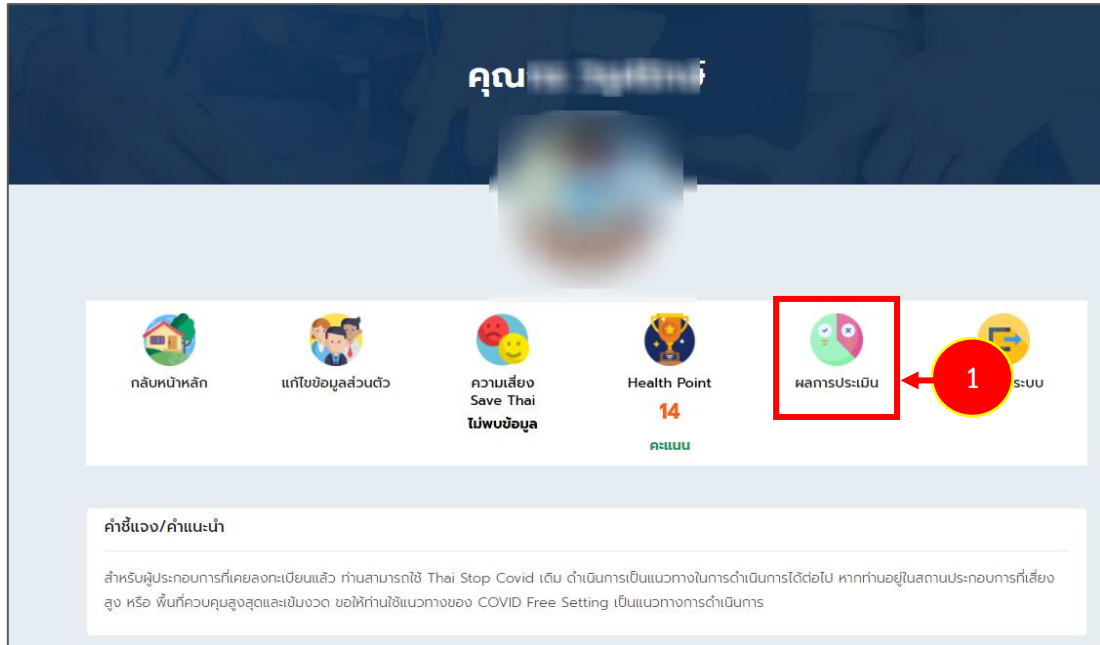 คุณ
กลับหน้าหลัก
แก้ไขข้อมูลส่วนตัว
ความเสี่ยง
Save Thai
ไม่พบข้อมูล
Health Point
14
คะแนน
ผลการประเมิน
1
ระบบ
คำชี้แจง/คำแนะนำ
สำหรับผู้ประกอบการที่เคยลงทะเบียนแล้ว ท่านสามารถใช้ Thai Stop Covid เดิม ดำเนินการเป็นแนวทางในการดำเนินการได้ต่อไป หากท่านอยู่ในสถานประกอบการที่เสี่ยง
สูง หรือ พื้นที่ควบคุมสูงสุดและเข้มงวด ขอให้ท่านใช้แนวทางของ COVID Free Setting เป็นแนวทางการดำเนินการ